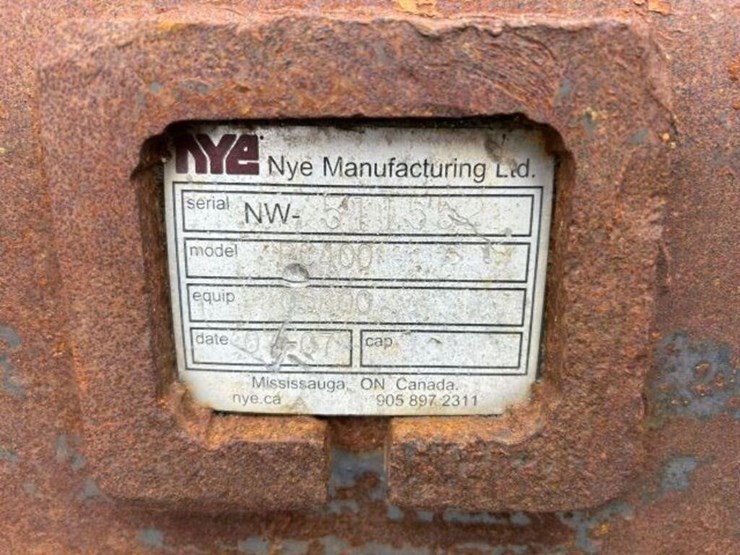 NYE Nye Manufacturing Ltd.
serial NW-
model
equip
date cap
Mississauga, ON Canada.
nye.ca 905 897 2311